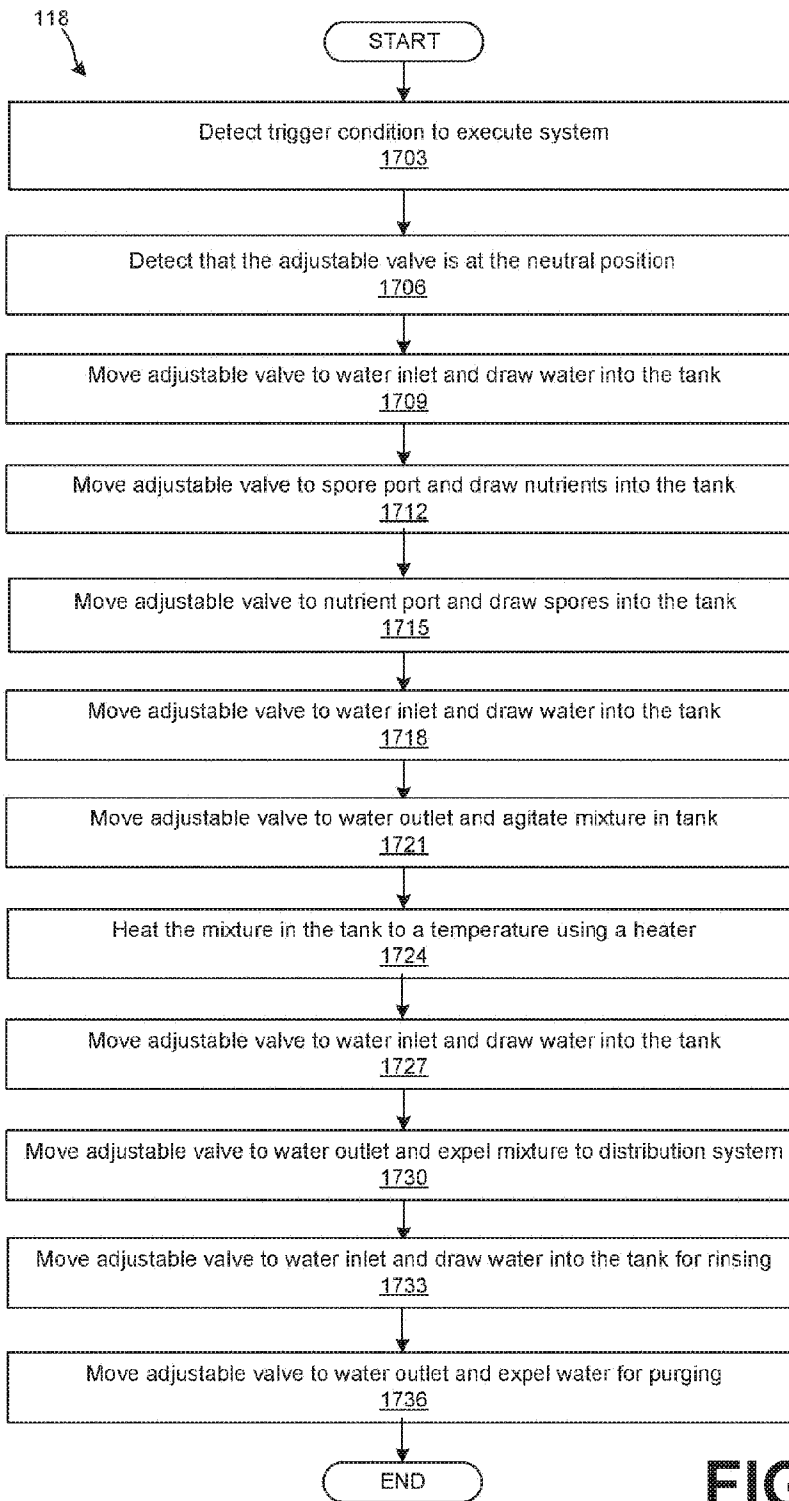 118
START
Detect trigger condition to execute system
1703
Detect that the adjustable valve is at the neutral position
1706
Move adjustable valve to water inlet and draw water into the tank
1709
Move adjustable valve to spore port and draw nutrients into the tank
1712
Move adjustable valve to nutrient port and draw spores into the tank
1715
Move adjustable valve to water inlet and draw water into the tank
1718
Move adjustable valve to water outlet and agitate mixture in tank
1721
Heat the mixture in the tank to a temperature using a heater
1724
Move adjustable valve to water inlet and draw water into the tank
1727
Move adjustable valve to water outlet and expel mixture to distribution system
1730
Move adjustable valve to water inlet and draw water into the tank for rinsing
1733
Move adjustable valve to water outlet and expel water for purging
1736
END
FIG